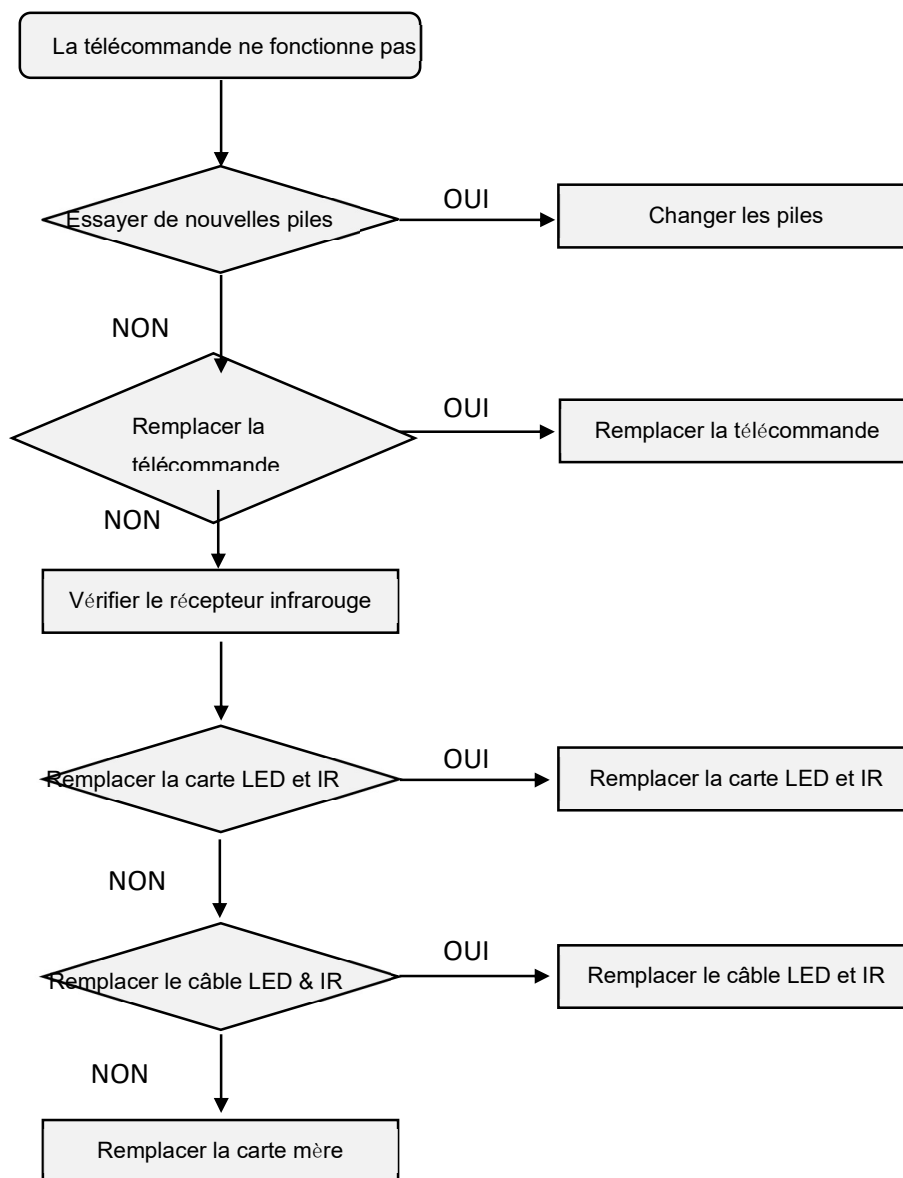 La télécommande ne fonctionne pas
Essayer de nouvelles piles
OUI
Changer les piles
NON
Remplacer la
télécommande
OUI
Remplacer la télécommande
NON
Vérifier le récepteur infrarouge
Remplacer la carte LED et IR
OUI
Remplacer la carte LED et IR
NON
Remplacer le câble LED & IR
OUI
Remplacer le câble LED et IR
NON
Remplacer la carte mère